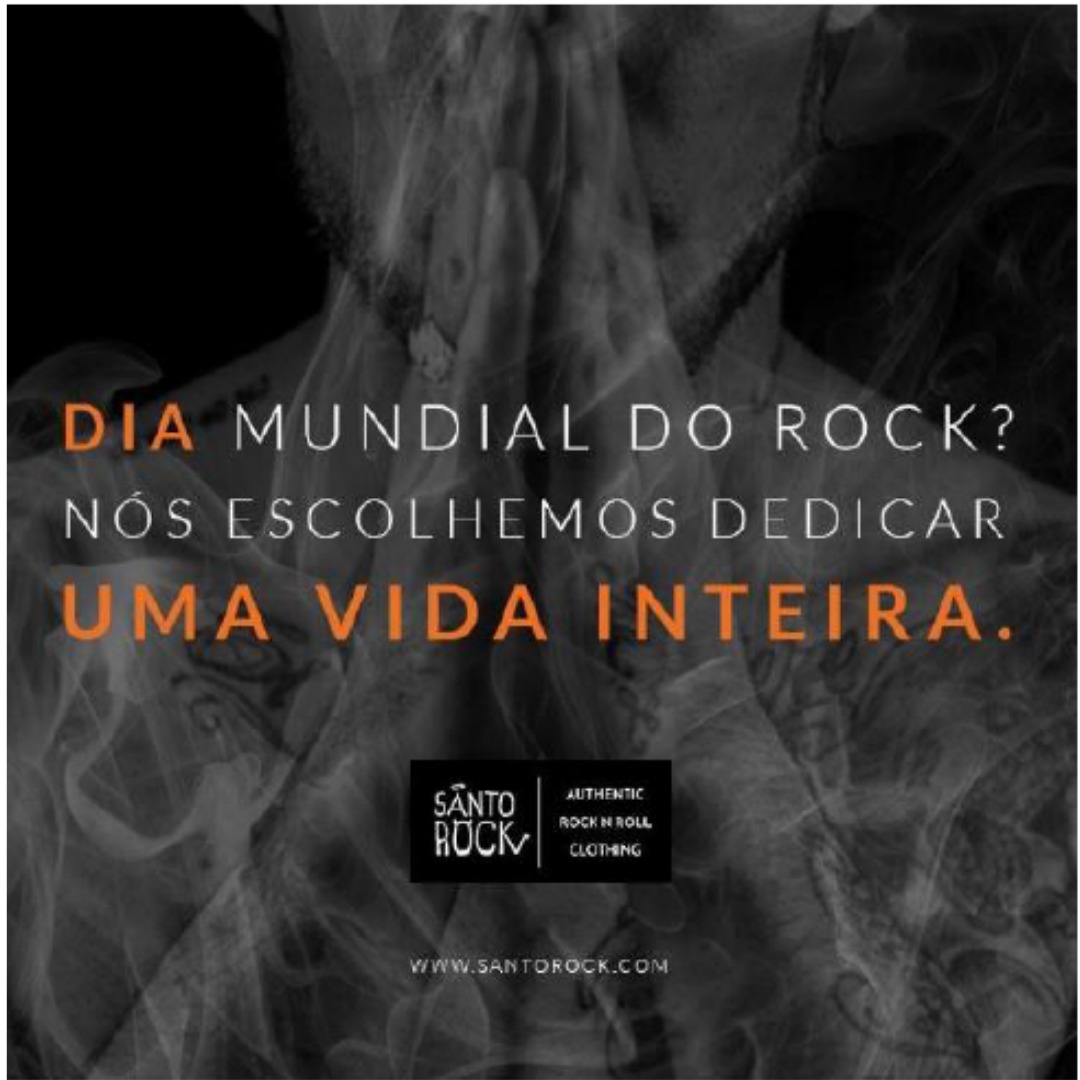 DIA MUNDIAL DO ROCK?
NÓS ESCOLHEMOS DEDICAR
UMA VIDA INTEIRA.
SANTO
ROCK
AUTHENTIC
ROCK N ROLL
CLOTHING
WWW.SANTOROCK.COM